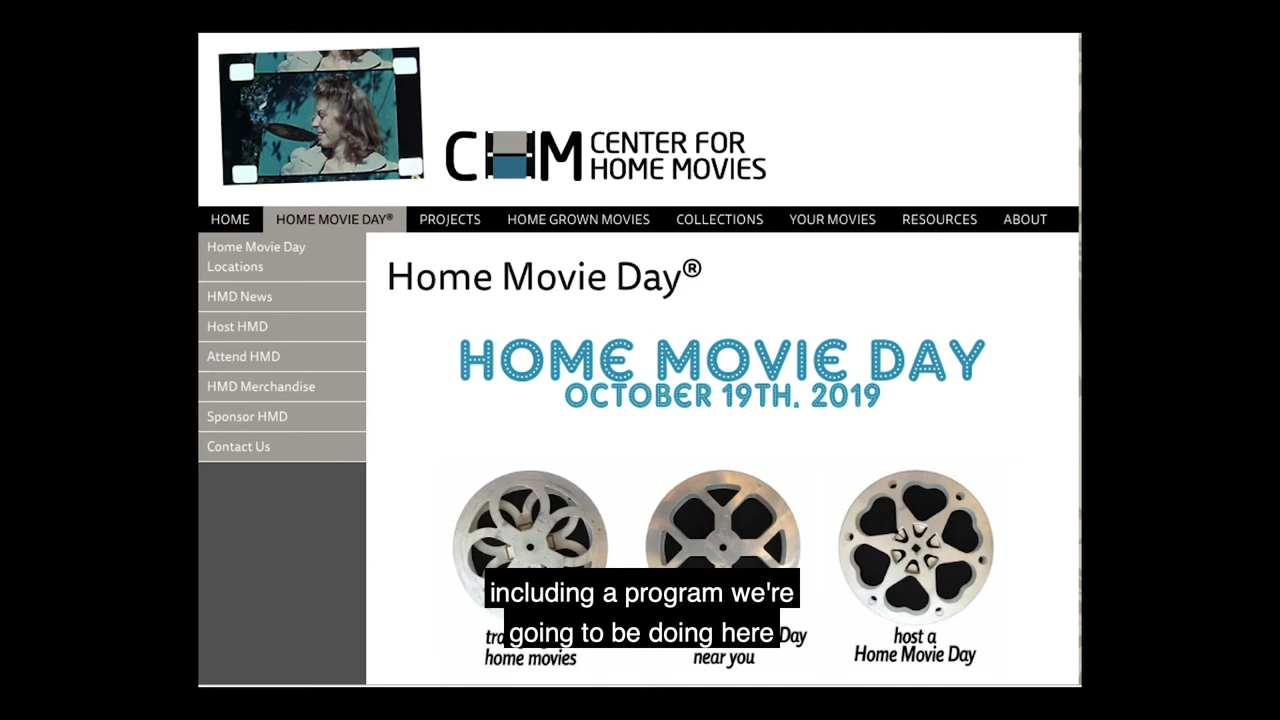 CHM CENTER FOR
HOME MOVIES
HOME HOME MOVIE DAY® PROJECTS HOME GROWN MOVIES COLLECTIONS YOUR MOVIES RESOURCES ABOUT
Home Movie Day
Locations
HMD News
Host HMD
Attend HMD
HMD Merchandise
Sponsor HMD
Contact Us
Home Movie Day®
HOME MOVIE DAY
OCTOBER 19TH, 2019
including a program we're
going to be doing here
home movies
Day
near you
host a
Home Movie Day